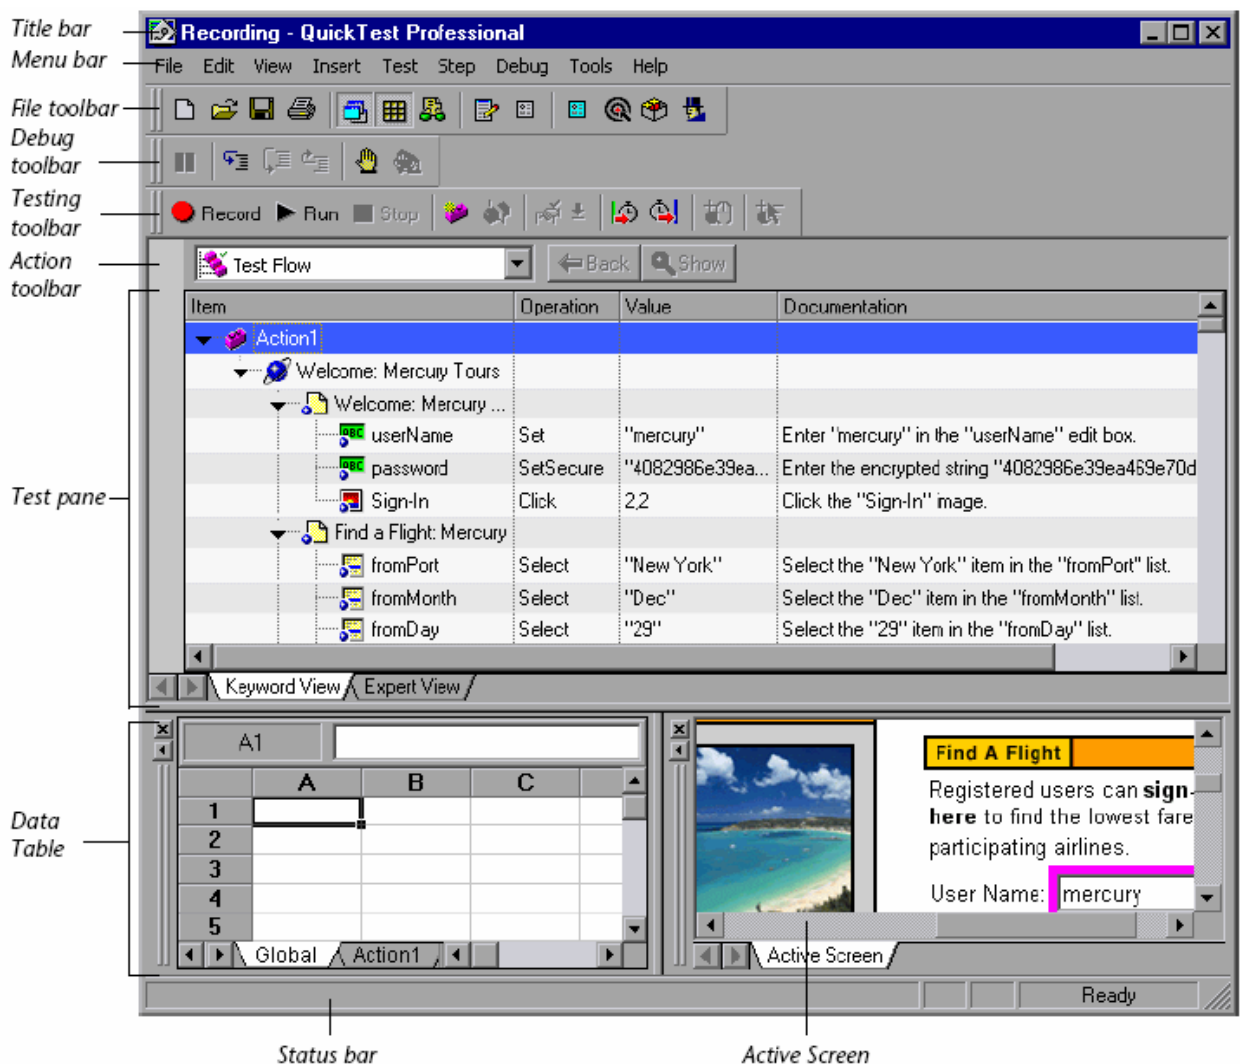 Title bar
Recording - QuickTest Professional
Menu bar
File Edit View Insert Test Step Debug Tools Help
File toolbar
Debug
toolbar
Testing
toolbar
Record Run Stop
Action
toolbar
Test Flow Back Show
Item Operation Value Documentation
Action1
Welcome: Mercury Tours
Welcome: Mercury ...
ABC userName Set "mercury" Enter "mercury" in the "userName" edit box.
ABC password SetSecure "4082986e39ea... Enter the encrypted string "4082986e39ea469e70d
Test pane
Sign-In Click 2,2 Click the "Sign-In" image.
Find a Flight: Mercury
fromPort Select "New York" Select the "New York" item in the "fromPort" list.
fromMonth Select "Dec" Select the "Dec" item in the "fromMonth" list.
fromDay Select "29" Select the "29" item in the "fromDay" list.
Keyword View Expert View
Data
Table
A1
A B C
1
2
3
4
5
Global Action1
Find A Flight
Registered users can sign-
here to find the lowest fare
participating airlines.
User Name: mercury
Active Screen
Ready
Status bar
Active Screen